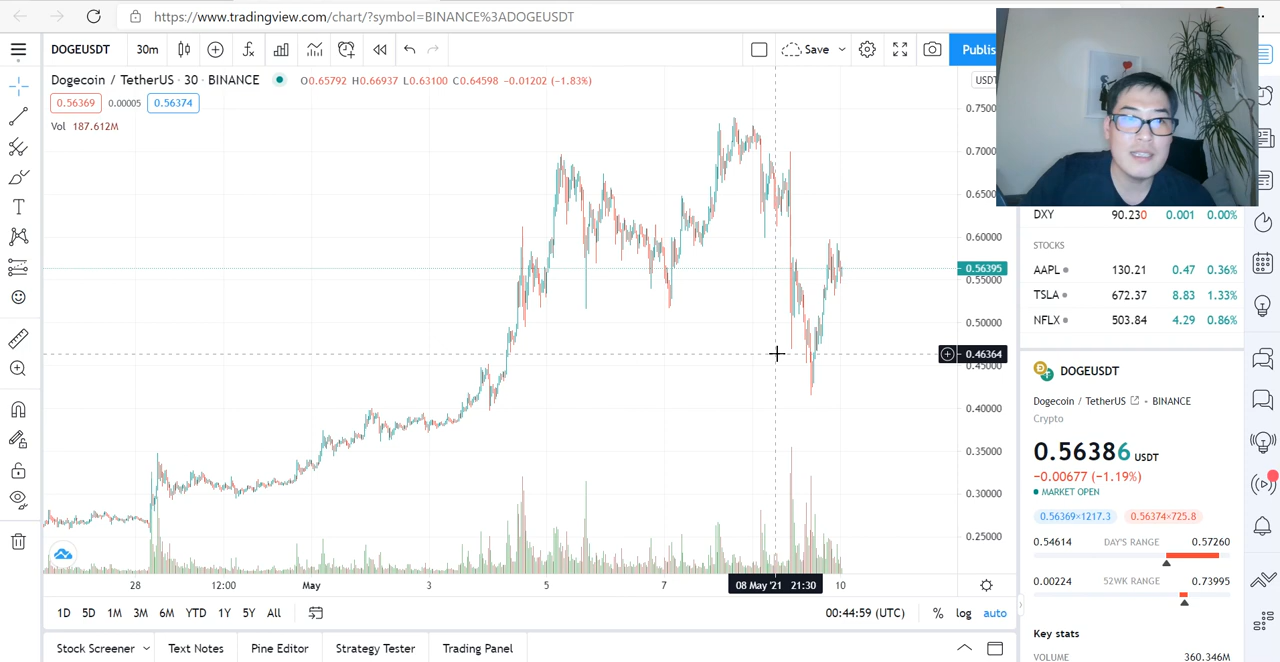 https://www.tradingview.com/chart/?symbol=BINANCE%3ADOGEUSDT
DOGEUSDT 30m Save Publis
Dogecoin / TetherUS · 30 · BINANCE O0.65792 H0.66937 L0.63100 C0.64598 −0.01202 (−1.83%)
0.56369 0.00005 0.56374
Vol 187.612M
USDT
0.75000
0.70000
0.65000
0.60000
0.56395
0.55000
0.50000
0.46364
0.45000
0.40000
0.35000
0.30000
0.25000
28 12:00 May 3 5 7 08 May '21 21:30 10
1D 5D 1M 3M 6M YTD 1Y 5Y All 00:44:59 (UTC) % log auto
Stock Screener Text Notes Pine Editor Strategy Tester Trading Panel
DXY 90.230 0.001 0.00%
STOCKS
AAPL 130.21 0.47 0.36%
TSLA 672.37 8.83 1.33%
NFLX 503.84 4.29 0.86%
DOGEUSDT
Dogecoin / TetherUS • BINANCE
Crypto
0.56386 USDT
−0.00677 (−1.19%)
MARKET OPEN
0.56369×1217.3 0.56374×725.8
0.54614 DAY'S RANGE 0.57260
0.00224 52WK RANGE 0.73995
Key stats
VOLUME 360.346M